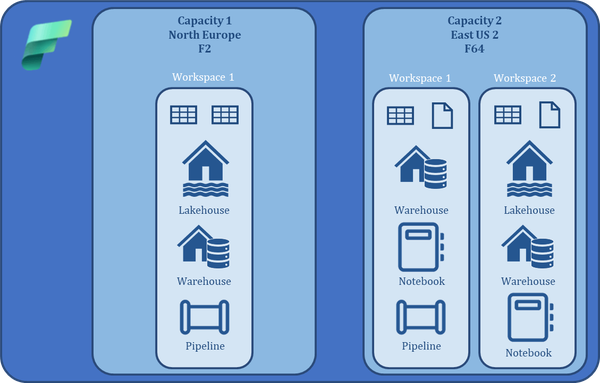 Capacity 1
North Europe
F2
Workspace 1
Lakehouse
Warehouse
Pipeline
Capacity 2
East US 2
F64
Workspace 1
Warehouse
Notebook
Pipeline
Workspace 2
Lakehouse
Warehouse
Notebook